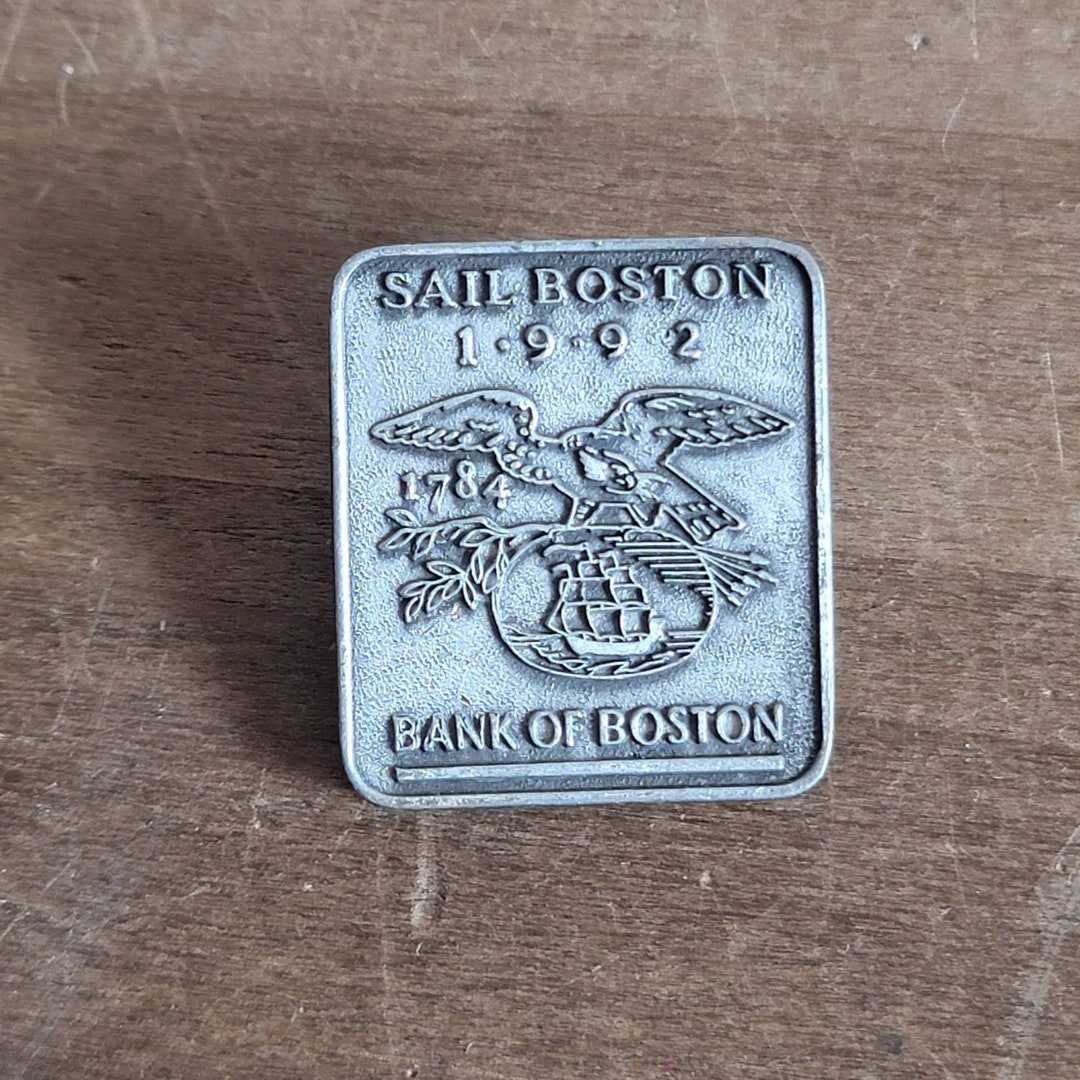 SAIL BOSTON
1·9·9 2
1784
BANK OF BOSTON